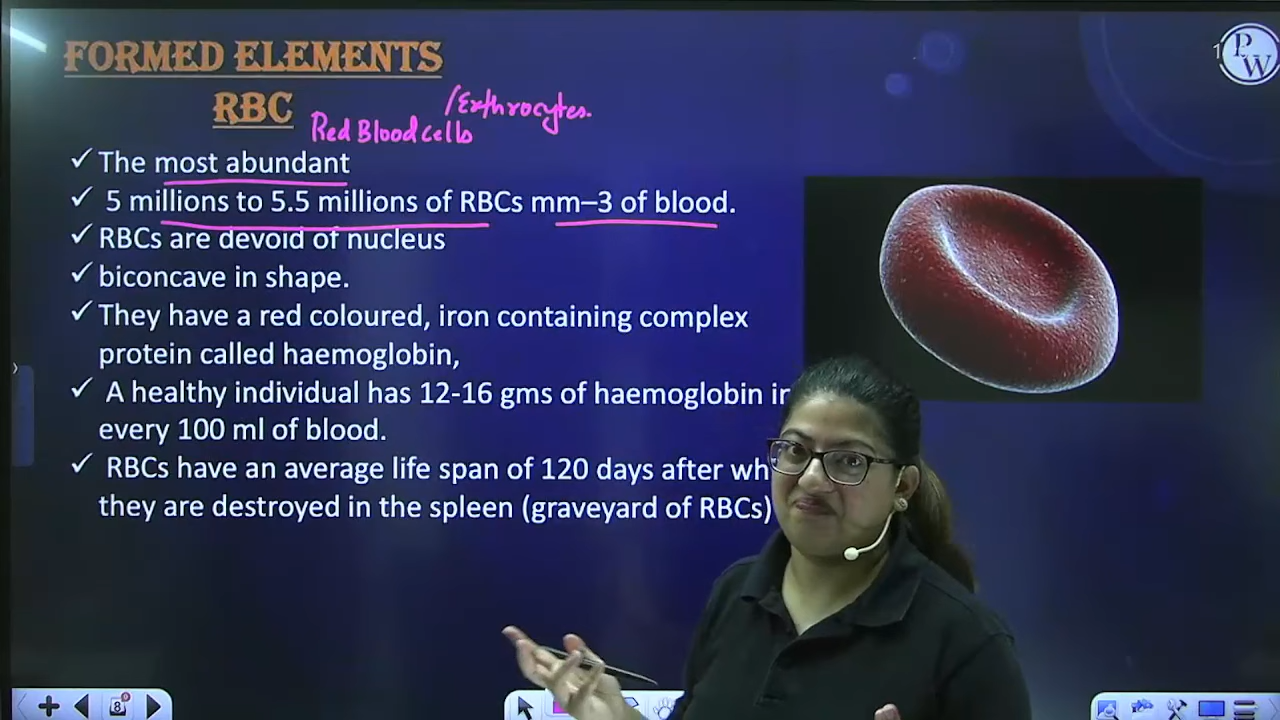 FORMED ELEMENTS
RBC
/Erthrocytes.
Red Blood cells
✓ The most abundant
✓ 5 millions to 5.5 millions of RBCs mm–3 of blood.
✓ RBCs are devoid of nucleus
✓ biconcave in shape.
✓ They have a red coloured, iron containing complex
protein called haemoglobin,
✓ A healthy individual has 12-16 gms of haemoglobin in
every 100 ml of blood.
✓ RBCs have an average life span of 120 days after wh
they are destroyed in the spleen (graveyard of RBCs)
PW
8